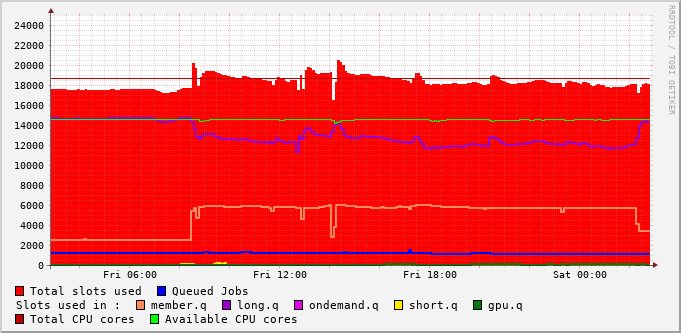 24000
22000
20000
18000
16000
14000
12000
10000
8000
6000
4000
2000
0
Fri 06:00 Fri 12:00 Fri 18:00 Sat 00:00
Total slots used Queued Jobs
Slots used in : member.q long.q ondemand.q short.q gpu.q
Total CPU cores Available CPU cores
RRDTOOL / TOBI OETIKER